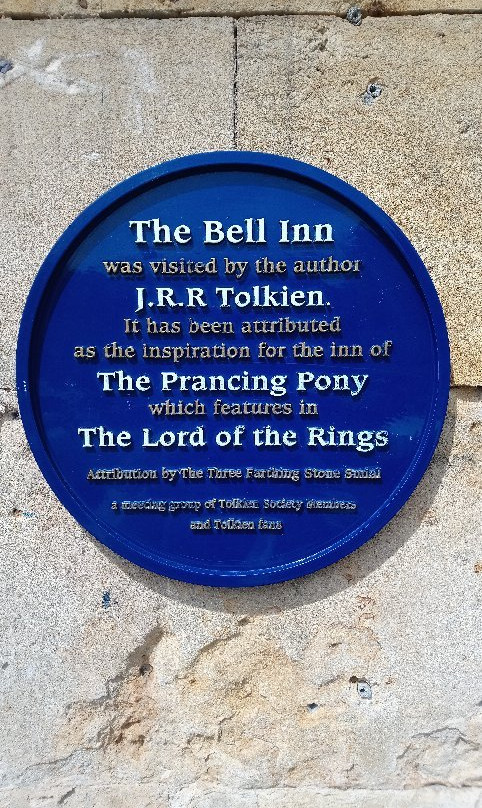 The Bell Inn
was visited by the author
J.R.R Tolkien.
It has been attributed
as the inspiration for the inn of
The Prancing Pony
which features in
The Lord of the Rings
Attribution by The Three Farthing Stone Smial
a meeting group of Tolkien Society Members
and Tolkien fans